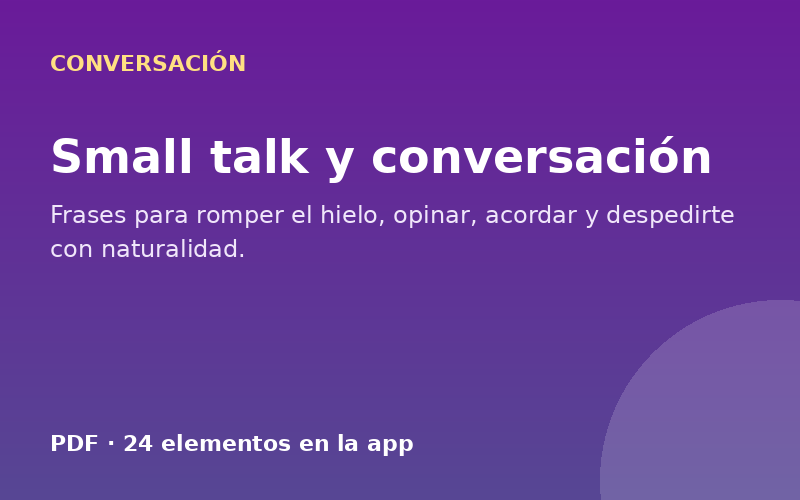 CONVERSACIÓN
Small talk y conversación
Frases para romper el hielo, opinar, acordar y despedirte
con naturalidad.
PDF · 24 elementos en la app